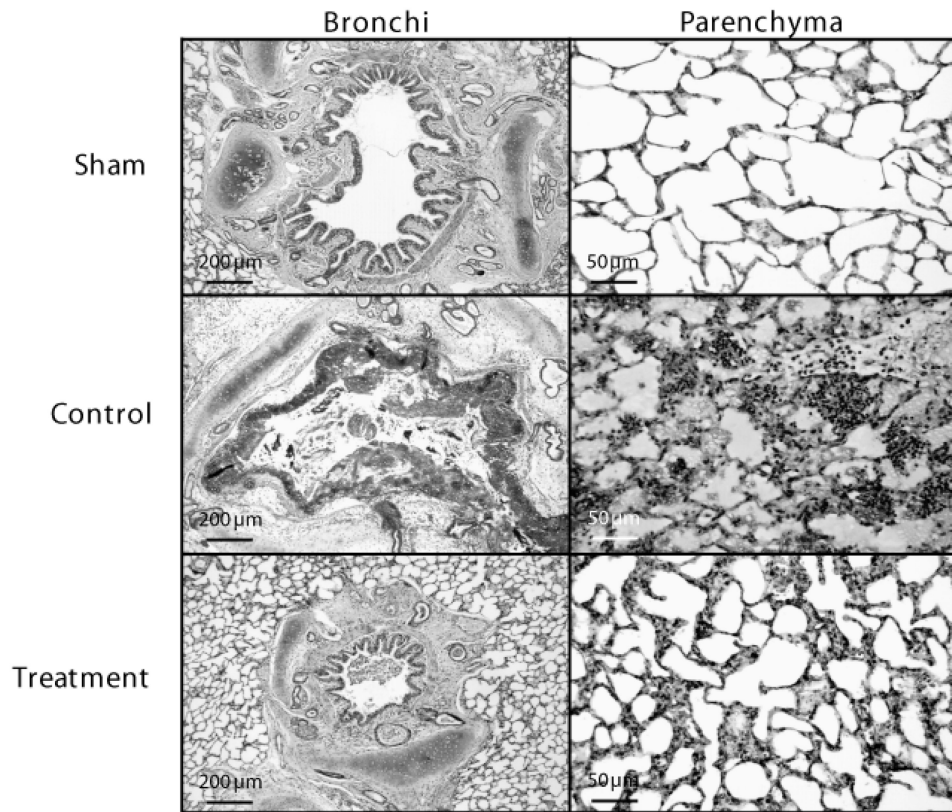 Bronchi Parenchyma
Sham
200 µm 50 µm
Control
200 µm 50 µm
Treatment
200 µm 50 µm